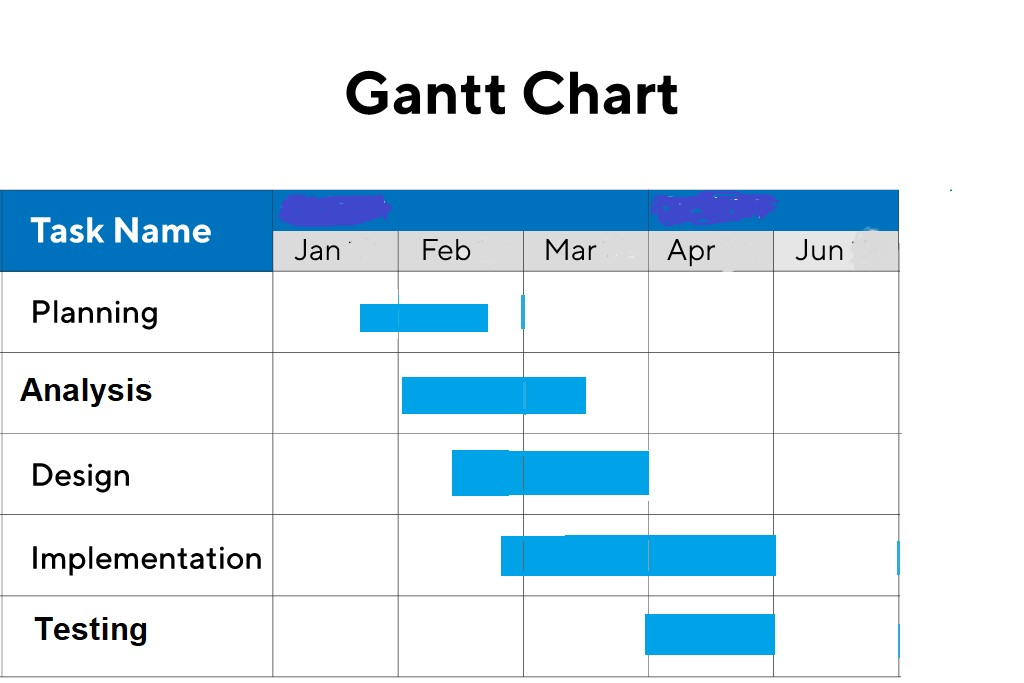 Gantt Chart
Task Name
Jan Feb Mar Apr Jun
Planning
Analysis
Design
Implementation
Testing